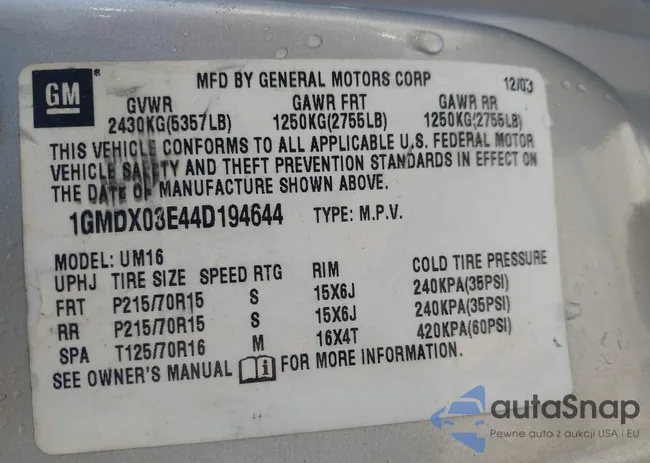 GM ®
MFD BY GENERAL MOTORS CORP 12/03
GVWR GAWR FRT GAWR RR
2430KG(5357LB) 1250KG(2755LB) 1250KG(2755LB)
THIS VEHICLE CONFORMS TO ALL APPLICABLE U.S. FEDERAL MOTOR
VEHICLE SAFETY AND THEFT PREVENTION STANDARDS IN EFFECT ON
THE DATE OF MANUFACTURE SHOWN ABOVE.
1GMDX03E44D194644 TYPE: M.P.V.
MODEL: UM16
UPHJ TIRE SIZE SPEED RTG RIM COLD TIRE PRESSURE
FRT P215/70R15 S 15X6J 240KPA(35PSI)
RR P215/70R15 S 15X6J 240KPA(35PSI)
SPA T125/70R16 M 16X4T 420KPA(60PSI)
SEE OWNER'S MANUAL FOR MORE INFORMATION.
autaSnap
Pewne auta z aukcji USA i EU